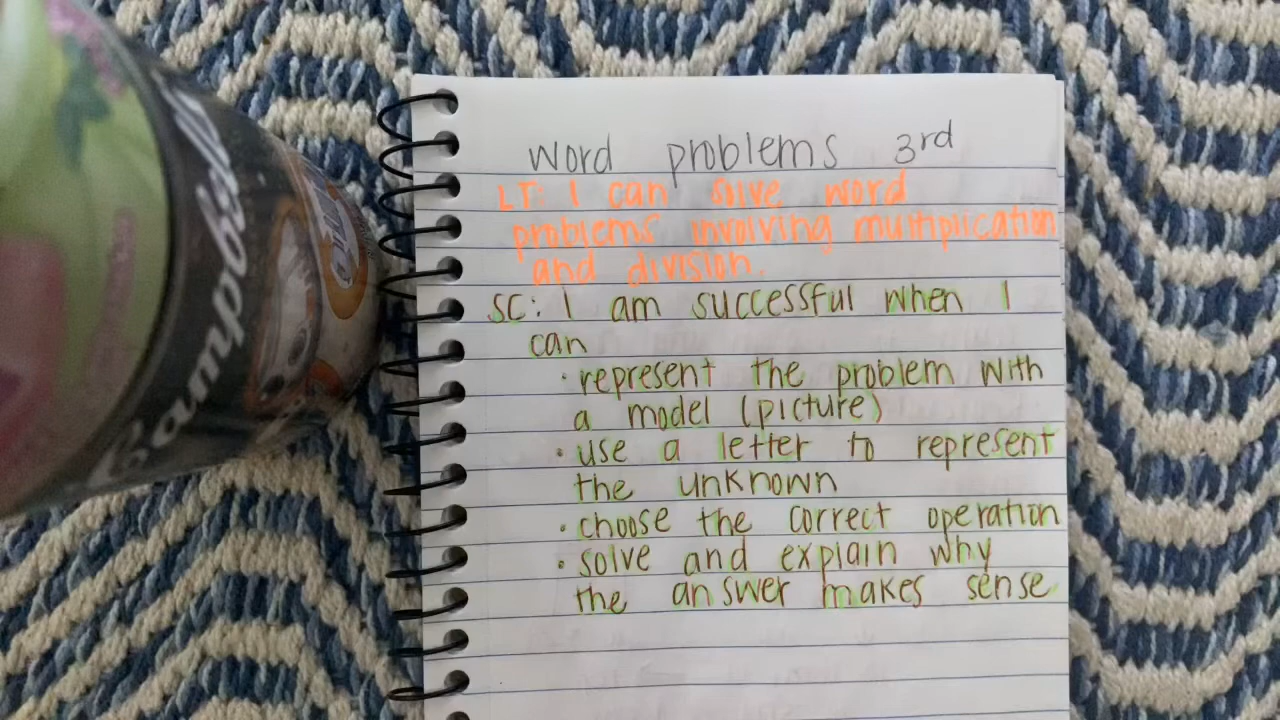 Campagnolo
word problems 3rd
LT: I can solve word
problems involving multiplication
and division.
SC: I am successful when I
can
· represent the problem with
a model (picture)
· use a letter to represent
the unknown
· choose the correct operation
· solve and explain why
the answer makes sense.